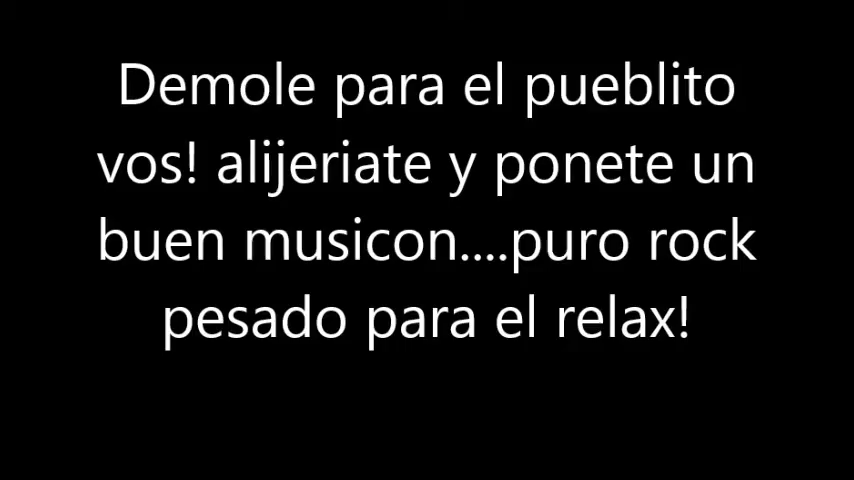 Demole para el pueblito
vos! alijeriate y ponete un
buen musicon....puro rock
pesado para el relax!